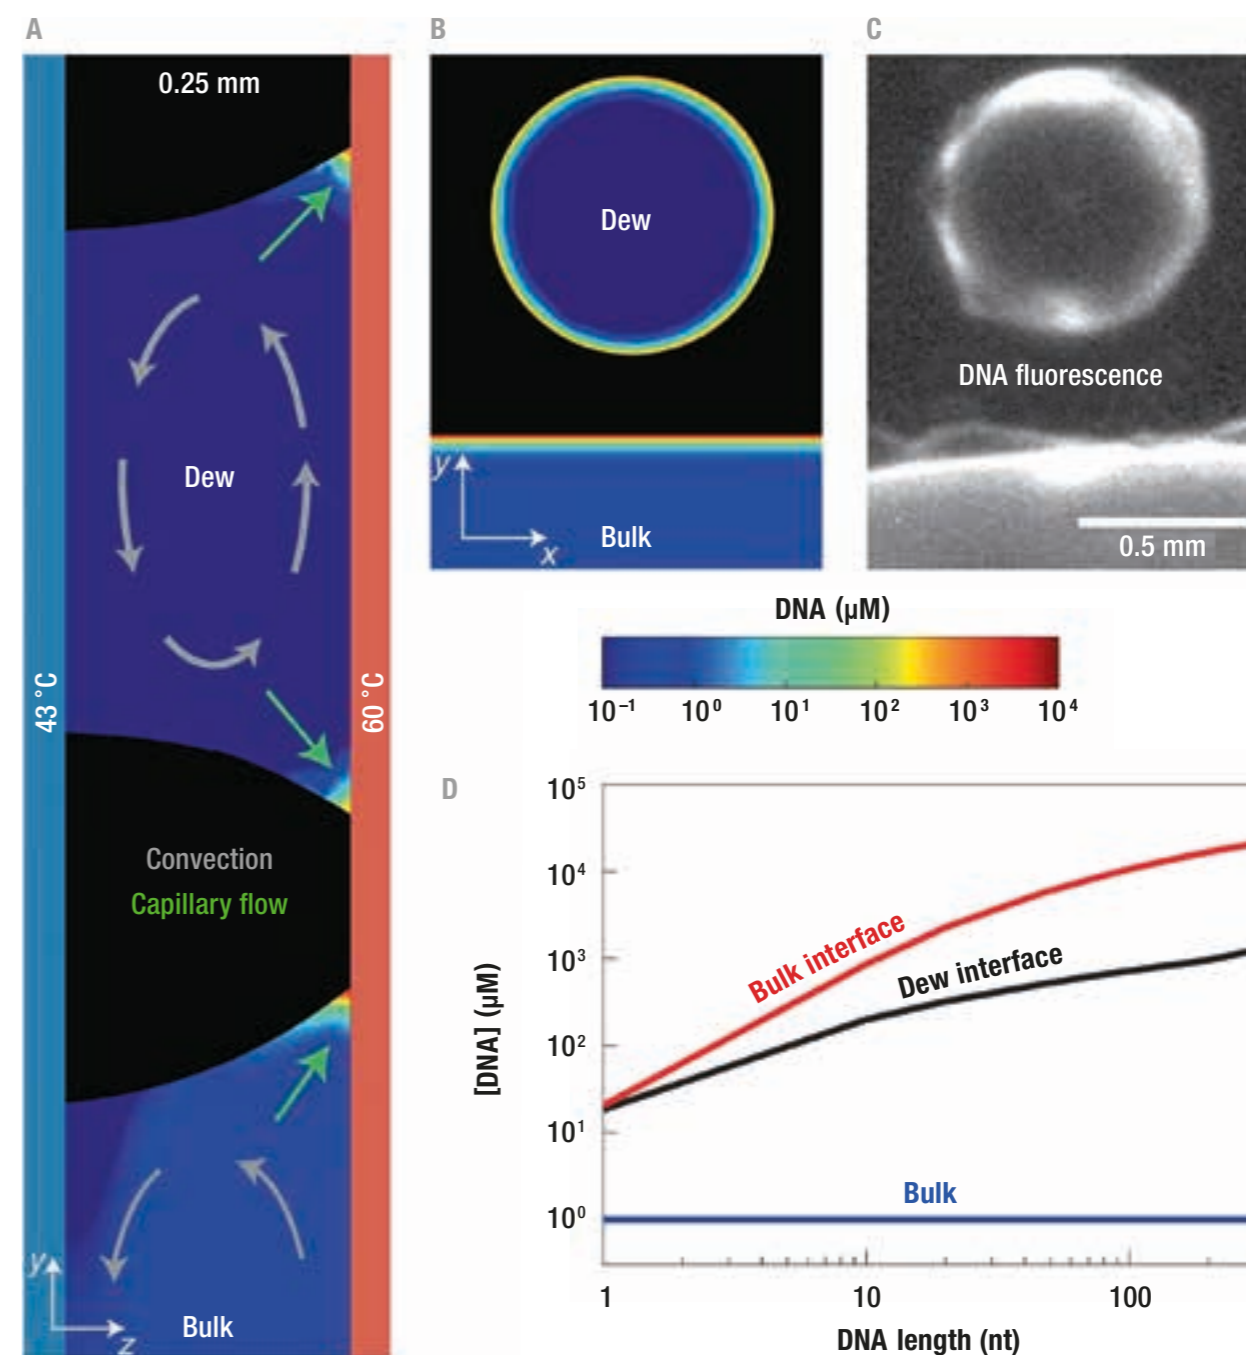 A
0.25 mm
Dew
43 °C
60 °C
Convection
Capillary flow
y
z
Bulk
B
Dew
y
x
Bulk
C
DNA fluorescence
0.5 mm
DNA (µM)
10⁻¹ 10⁰ 10¹ 10² 10³ 10⁴
D
[DNA] (µM)
10⁵
10⁴
10³
10²
10¹
10⁰
Bulk interface
Dew interface
Bulk
1 10 100
DNA length (nt)